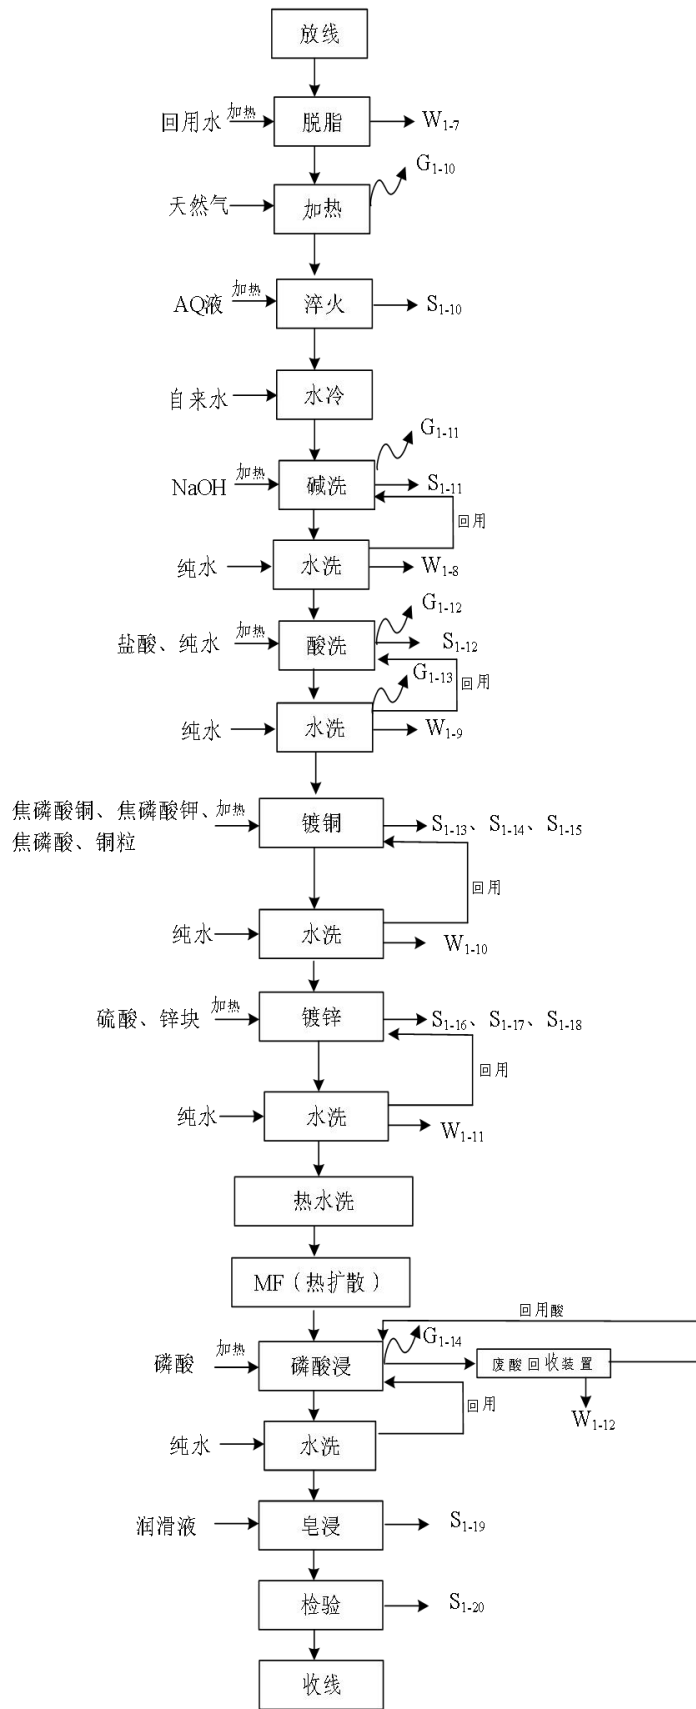 放线
回用水 加热 脱脂 W1-7
天然气 加热 G1-10
AQ液 加热 淬火 S1-10
自来水 水冷
NaOH 加热 碱洗 G1-11 S1-11
回用
纯水 水洗 W1-8
盐酸、纯水 加热 酸洗 G1-12 S1-12
回用
纯水 水洗 G1-13 W1-9
焦磷酸铜、焦磷酸钾、 加热 镀铜 S1-13、S1-14、S1-15
焦磷酸、铜粒
回用
纯水 水洗 W1-10
硫酸、锌块 加热 镀锌 S1-16、S1-17、S1-18
回用
纯水 水洗 W1-11
热水洗
MF（热扩散）
回用酸
磷酸 加热 磷酸浸 G1-14 废酸回收装置
回用
W1-12
纯水 水洗
润滑液 皂浸 S1-19
检验 S1-20
收线